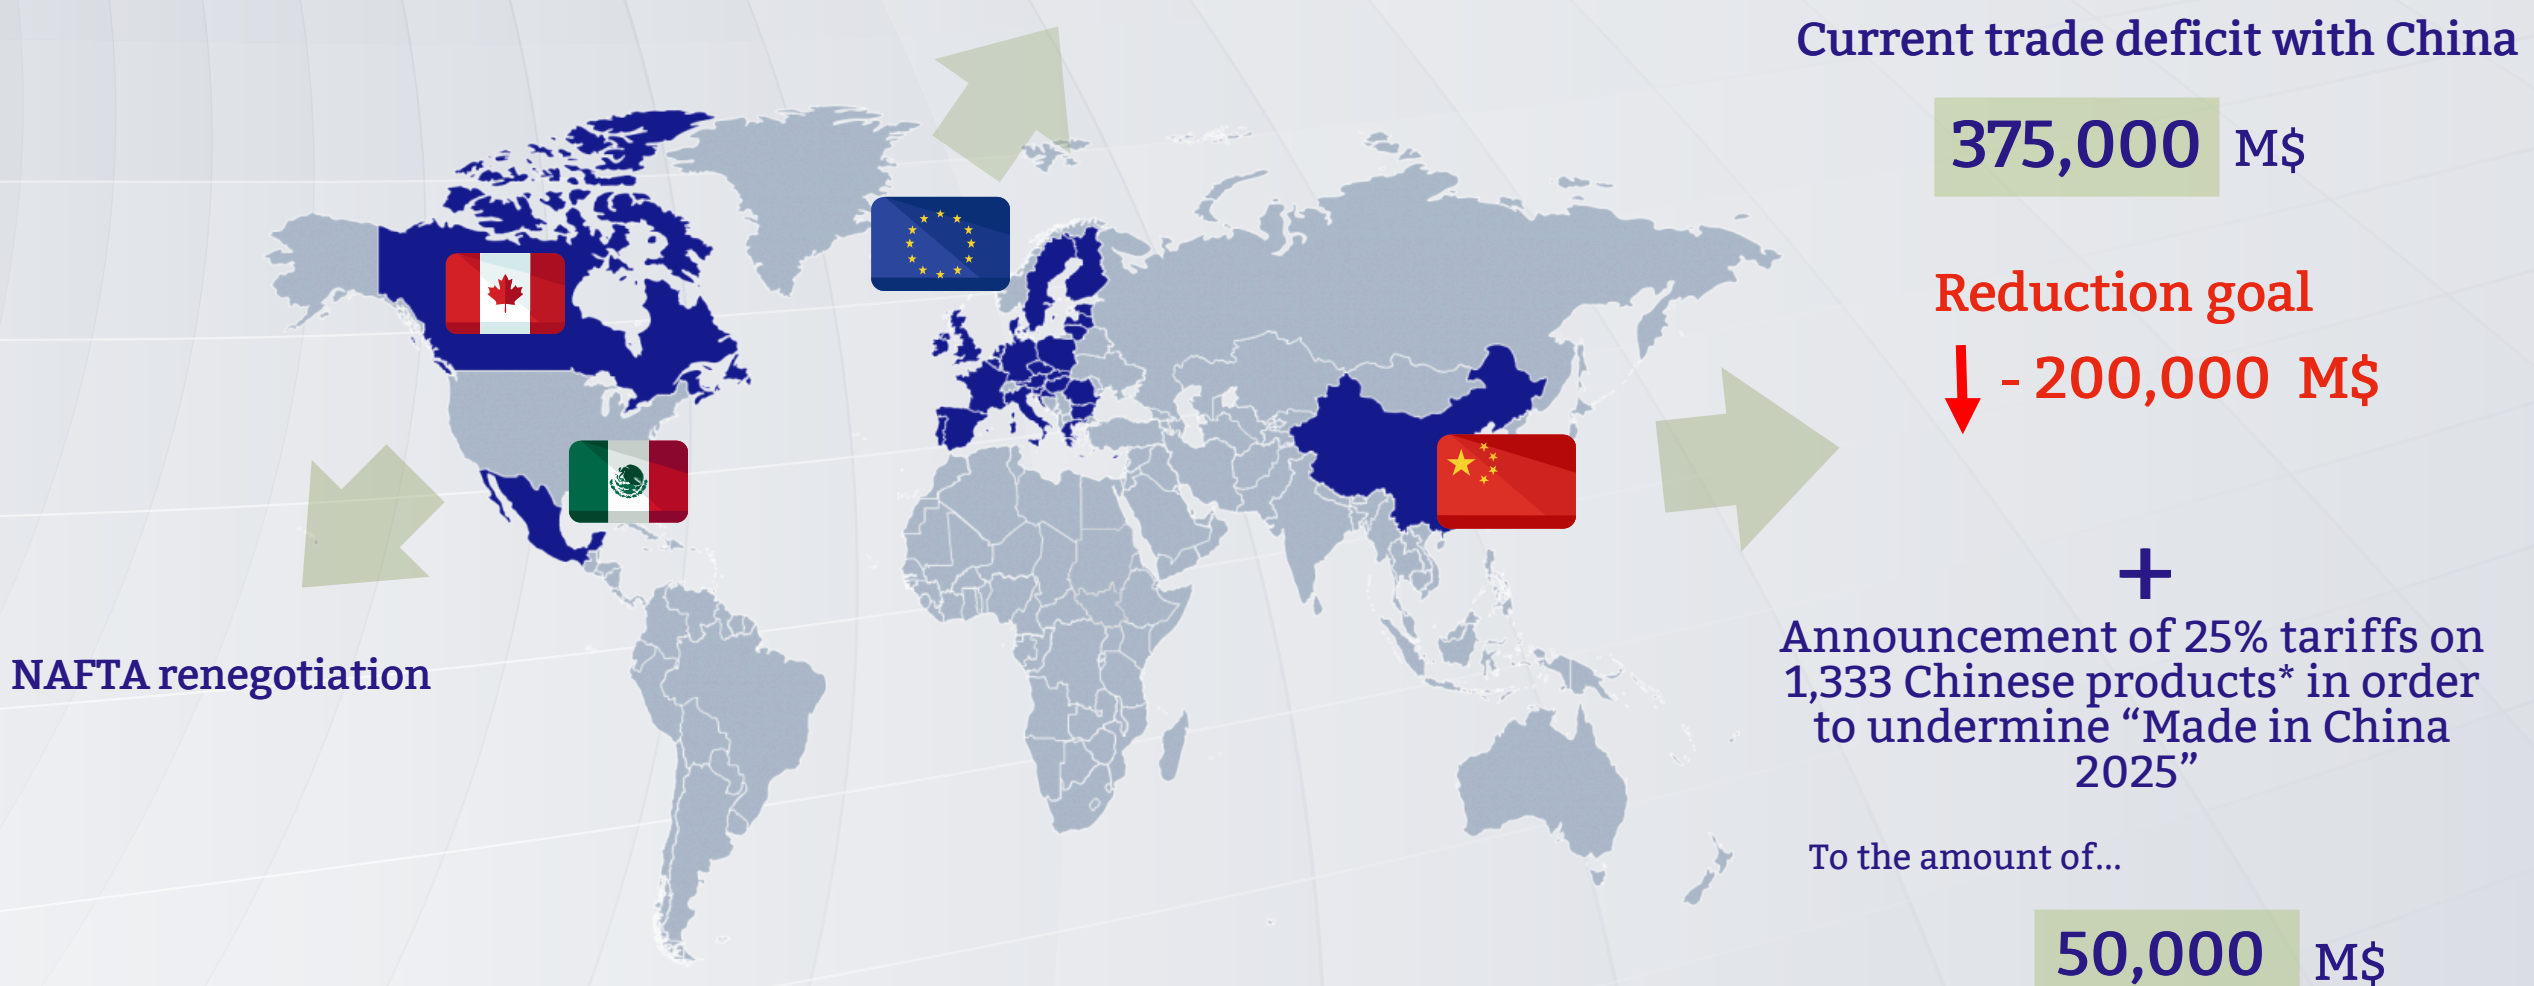 Current trade deficit with China
375,000 M$
Reduction goal
- 200,000 M$
+
Announcement of 25% tariffs on
1,333 Chinese products* in order
to undermine “Made in China
2025”
To the amount of...
50,000 M$
NAFTA renegotiation